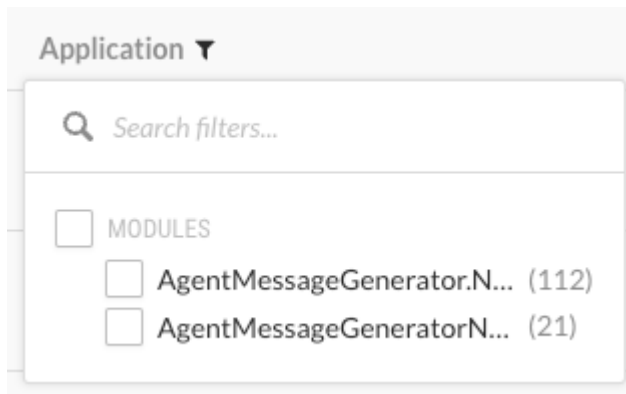 Application
Search filters...
MODULES
AgentMessageGenerator.N... (112)
AgentMessageGeneratorN... (21)